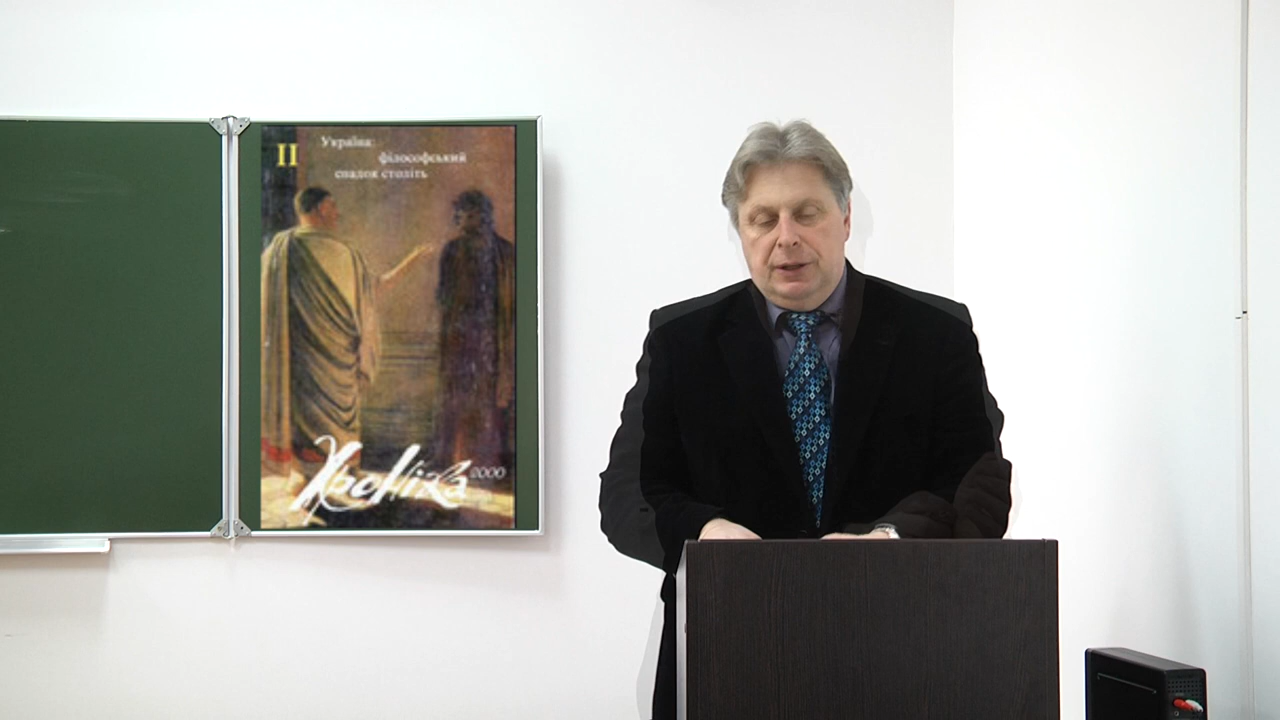 II
Україна:
філософський
спадок століть
Хроніка 2000